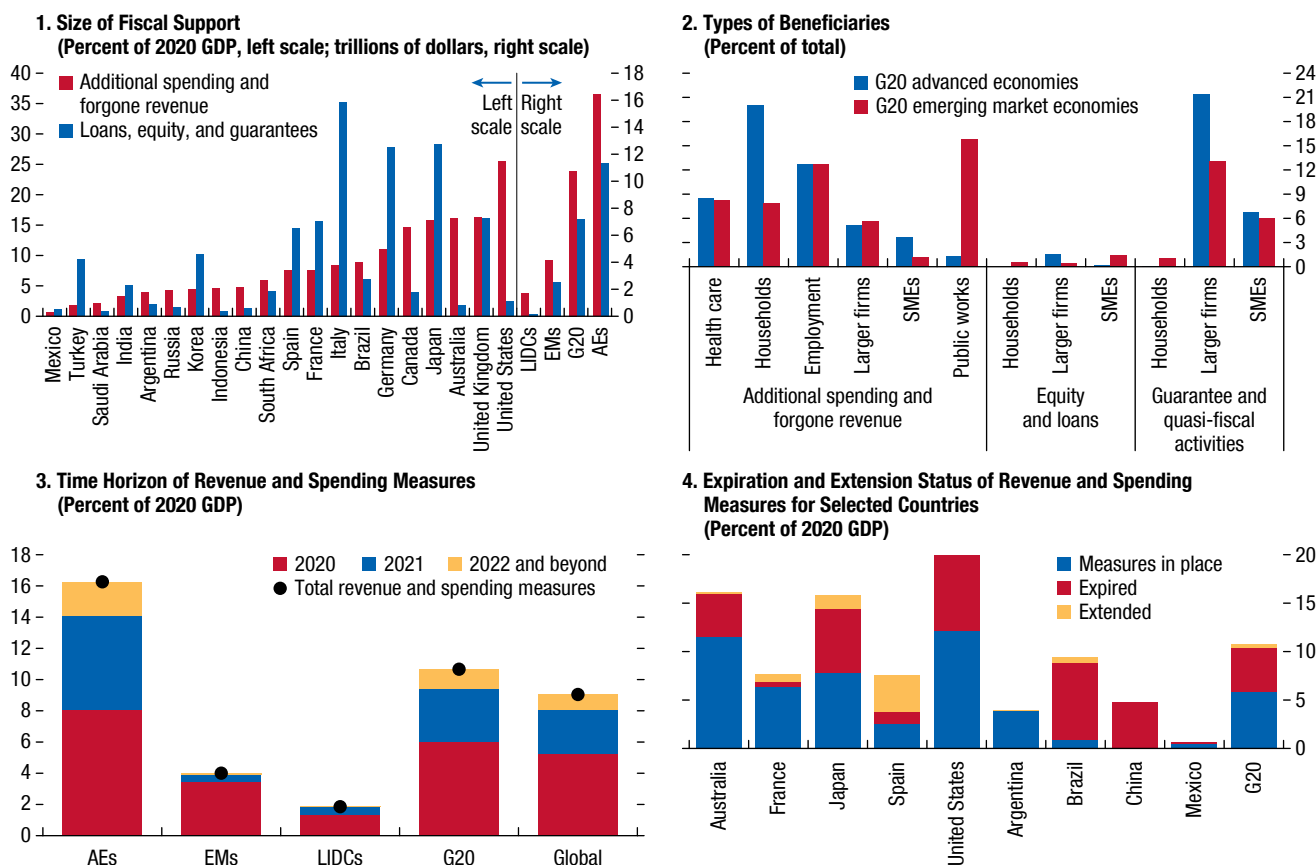 1. Size of Fiscal Support
(Percent of 2020 GDP, left scale; trillions of dollars, right scale)
40
35
30
25
20
15
10
5
0
18
16
14
12
10
8
6
4
2
0
Additional spending and
forgone revenue
Loans, equity, and guarantees
Left
scale
Right
scale
Mexico
Turkey
Saudi Arabia
India
Argentina
Russia
Korea
Indonesia
China
South Africa
Spain
France
Italy
Brazil
Germany
Canada
Japan
Australia
United Kingdom
United States
LIDCs
EMs
G20
AEs
2. Types of Beneficiaries
(Percent of total)
G20 advanced economies
G20 emerging market economies
24
21
18
15
12
9
6
3
0
Health care
Households
Employment
Larger firms
SMEs
Public works
Households
Larger firms
SMEs
Households
Larger firms
SMEs
Additional spending and
forgone revenue
Equity
and loans
Guarantee and
quasi-fiscal
activities
3. Time Horizon of Revenue and Spending Measures
(Percent of 2020 GDP)
18
16
14
12
10
8
6
4
2
0
2020
2021
2022 and beyond
Total revenue and spending measures
AEs
EMs
LIDCs
G20
Global
4. Expiration and Extension Status of Revenue and Spending
Measures for Selected Countries
(Percent of 2020 GDP)
Measures in place
Expired
Extended
20
15
10
5
0
Australia
France
Japan
Spain
United States
Argentina
Brazil
China
Mexico
G20